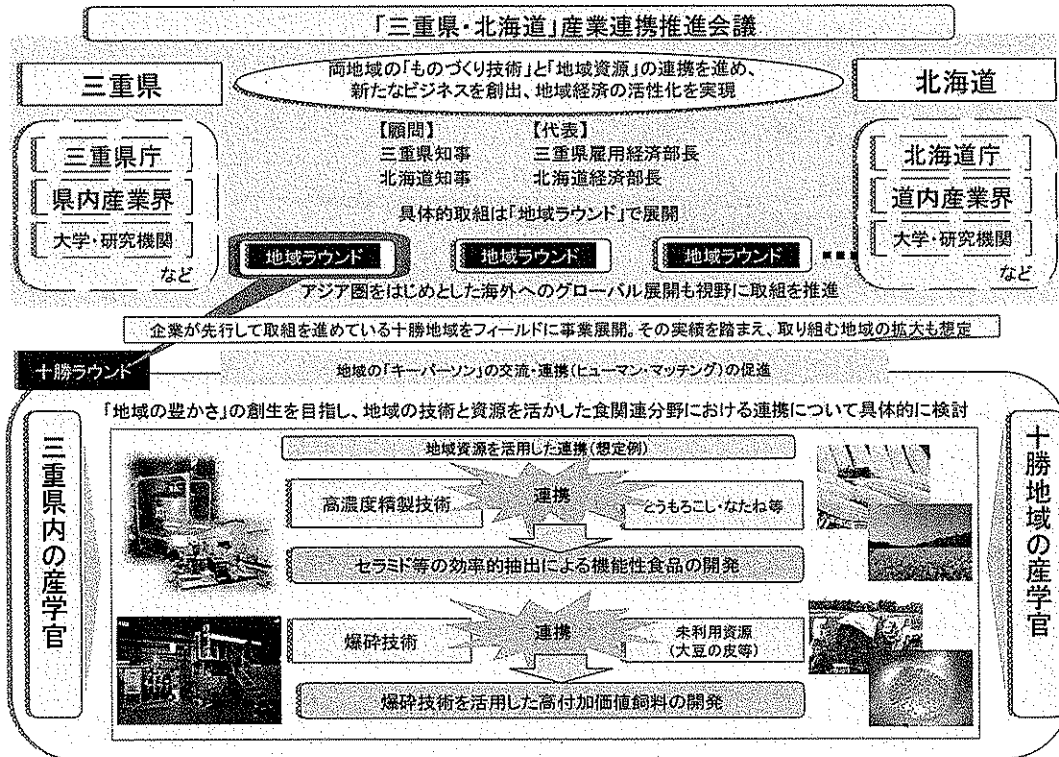 「三重県・北海道」産業連携推進会議
両地域の「ものづくり技術」と「地域資源」の連携を進め、
新たなビジネスを創出、地域経済の活性化を実現
三重県
北海道
三重県庁
県内産業界
大学・研究機関
など
【顧問】 【代表】
三重県知事 三重県雇用経済部長
北海道知事 北海道経済部長
具体的取組は「地域ラウンド」で展開
北海道庁
道内産業界
大学・研究機関
など
地域ラウンド 地域ラウンド 地域ラウンド
アジア圏をはじめとした海外へのグローバル展開も視野に取組を推進
企業が先行して取組を進めている十勝地域をフィールドに事業展開。その実績を踏まえ、取り組む地域の拡大も想定
十勝ラウンド
地域の「キーパーソン」の交流・連携(ヒューマン・マッチング)の促進
「地域の豊かさ」の創生を目指し、地域の技術と資源を活かした食関連分野における連携について具体的に検討
三重県内の産学官
地域資源を活用した連携(想定例)
高濃度精製技術
連携
とうもろこし・なたね等
セラミド等の効率的抽出による機能性食品の開発
爆砕技術
連携
未利用資源
(大豆の皮等)
爆砕技術を活用した高付加価値飼料の開発
十勝地域の産学官